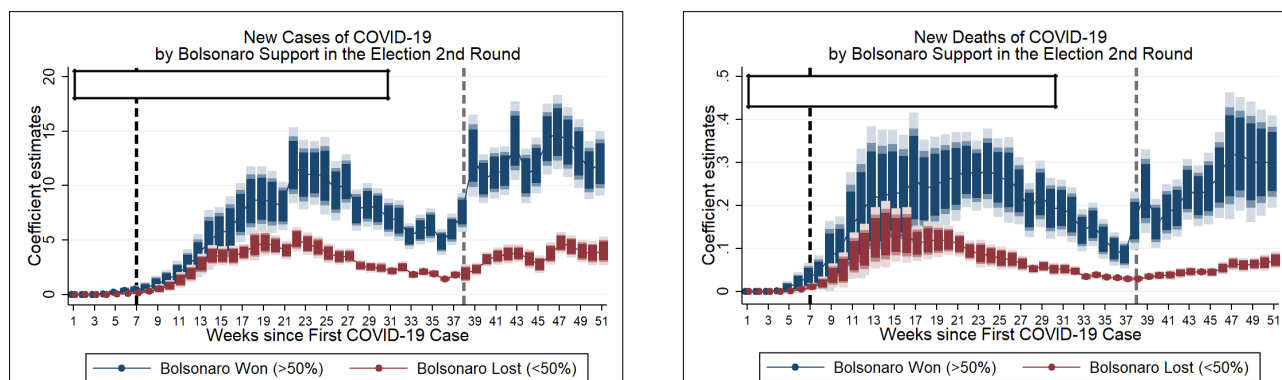 New Cases of COVID-19
by Bolsonaro Support in the Election 2nd Round
Coefficient estimates
20
15
10
5
0
1 3 5 7 9 11 13 15 17 19 21 23 25 27 29 31 33 35 37 39 41 43 45 47 49 51
Weeks since First COVID-19 Case
Bolsonaro Won (>50%) Bolsonaro Lost (<50%)
New Deaths of COVID-19
by Bolsonaro Support in the Election 2nd Round
Coefficient estimates
.5
.4
.3
.2
.1
0
1 3 5 7 9 11 13 15 17 19 21 23 25 27 29 31 33 35 37 39 41 43 45 47 49 51
Weeks since First COVID-19 Case
Bolsonaro Won (>50%) Bolsonaro Lost (<50%)